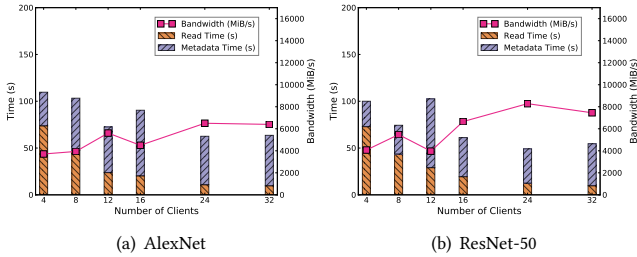 200
150
100
50
0
Time (s)
4 8 12 16 24 32
Number of Clients
16000
14000
12000
10000
8000
6000
4000
2000
0
Bandwidth (MiB/s)
Bandwidth (MiB/s)
Read Time (s)
Metadata Time (s)
(a) AlexNet
200
150
100
50
0
Time (s)
4 8 12 16 24 32
Number of Clients
16000
14000
12000
10000
8000
6000
4000
2000
0
Bandwidth (MiB/s)
Bandwidth (MiB/s)
Read Time (s)
Metadata Time (s)
(b) ResNet-50